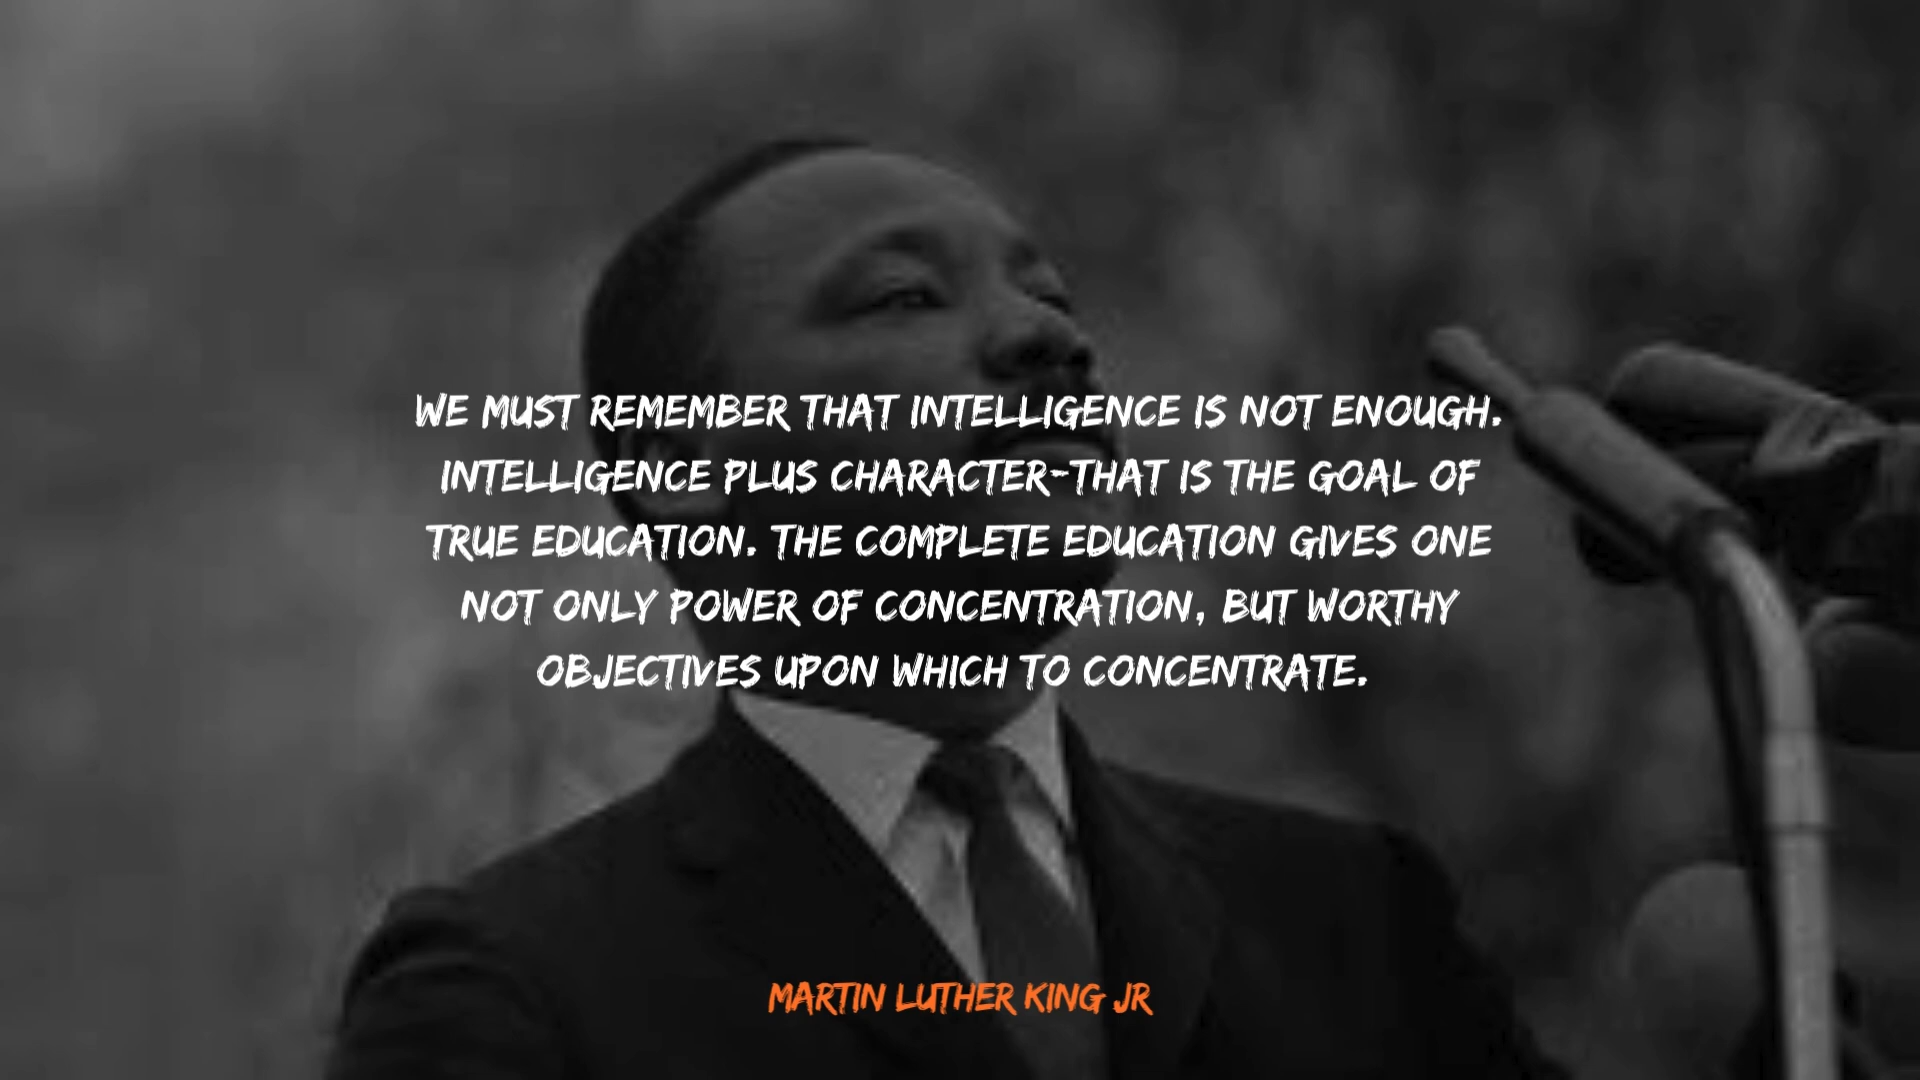 WE MUST REMEMBER THAT INTELLIGENCE IS NOT ENOUGH.
INTELLIGENCE PLUS CHARACTER-THAT IS THE GOAL OF
TRUE EDUCATION. THE COMPLETE EDUCATION GIVES ONE
NOT ONLY POWER OF CONCENTRATION, BUT WORTHY
OBJECTIVES UPON WHICH TO CONCENTRATE.
MARTIN LUTHER KING JR